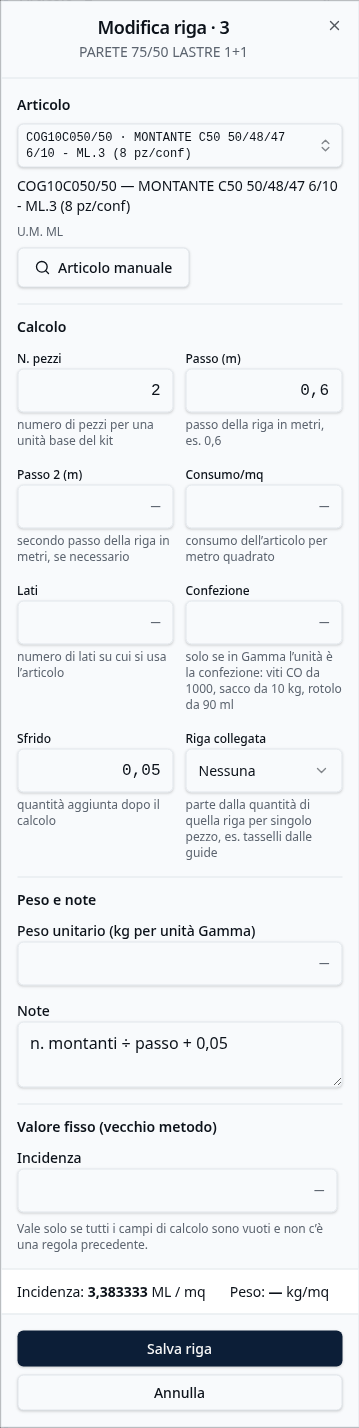 Modifica riga · 3
PARETE 75/50 LASTRE 1+1
Articolo
COG10C050/50 · MONTANTE C50 50/48/47
6/10 - ML.3 (8 pz/conf)
COG10C050/50 — MONTANTE C50 50/48/47 6/10
- ML.3 (8 pz/conf)
U.M. ML
Articolo manuale
Calcolo
N. pezzi
Passo (m)
2
0,6
numero di pezzi per una
unità base del kit
passo della riga in metri,
es. 0,6
Passo 2 (m)
Consumo/mq
—
—
secondo passo della riga in
metri, se necessario
consumo dell’articolo per
metro quadrato
Lati
Confezione
—
—
numero di lati su cui si usa
l’articolo
solo se in Gamma l’unità è
la confezione: viti CO da
1000, sacco da 10 kg, rotolo
da 90 ml
Sfrido
Riga collegata
0,05
Nessuna
quantità aggiunta dopo il
calcolo
parte dalla quantità di
quella riga per singolo
pezzo, es. tasselli dalle
guide
Peso e note
Peso unitario (kg per unità Gamma)
—
Note
n. montanti ÷ passo + 0,05
Valore fisso (vecchio metodo)
Incidenza
—
Vale solo se tutti i campi di calcolo sono vuoti e non c’è
una regola precedente.
Incidenza: 3,383333 ML / mq
Peso: — kg/mq
Salva riga
Annulla